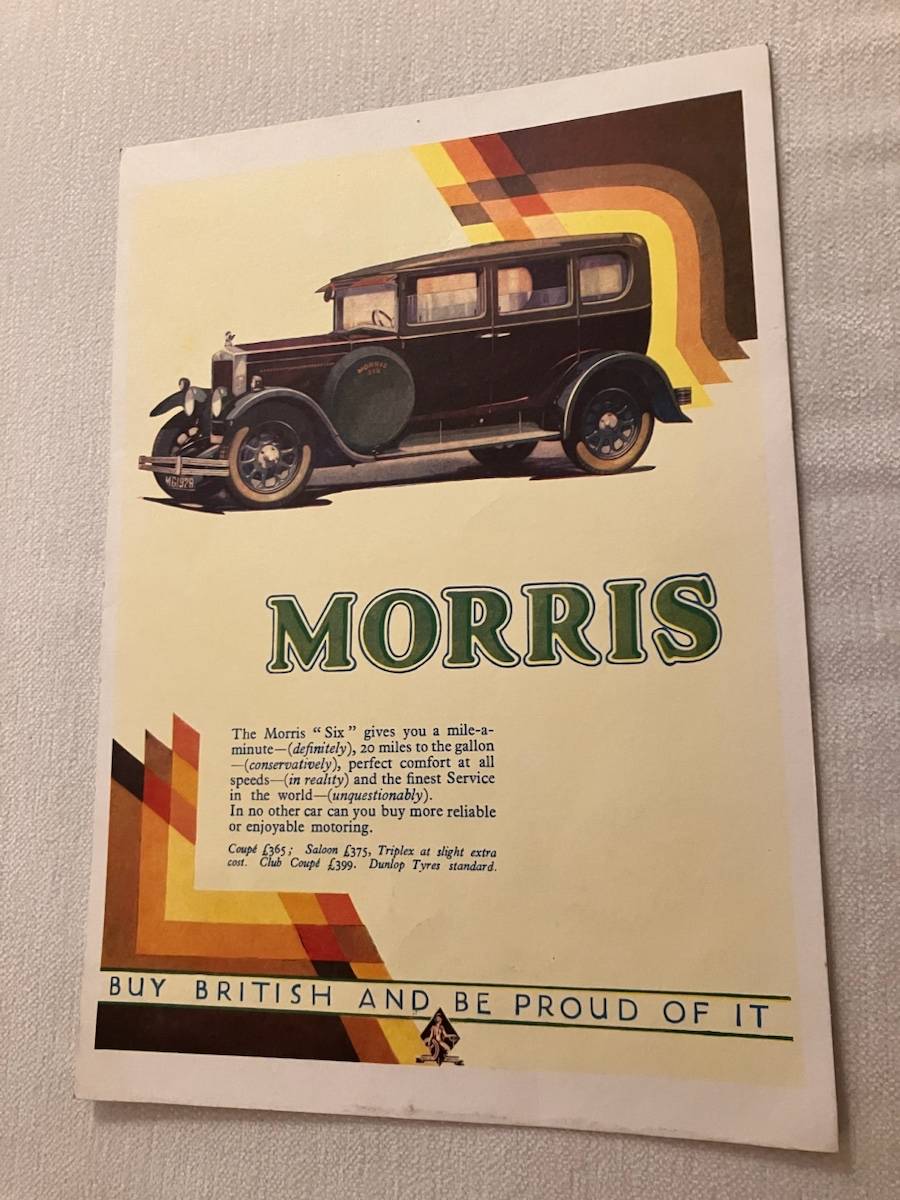 MORRIS
SIX
MG1928
MORRIS
The Morris “Six” gives you a mile-a-
minute—(definitely), 20 miles to the gallon
—(conservatively), perfect comfort at all
speeds—(in reality) and the finest Service
in the world—(unquestionably).
In no other car can you buy more reliable
or enjoyable motoring.
Coupé £365; Saloon £375, Triplex at slight extra
cost. Club Coupé £399. Dunlop Tyres standard.
BUY BRITISH AND BE PROUD OF IT